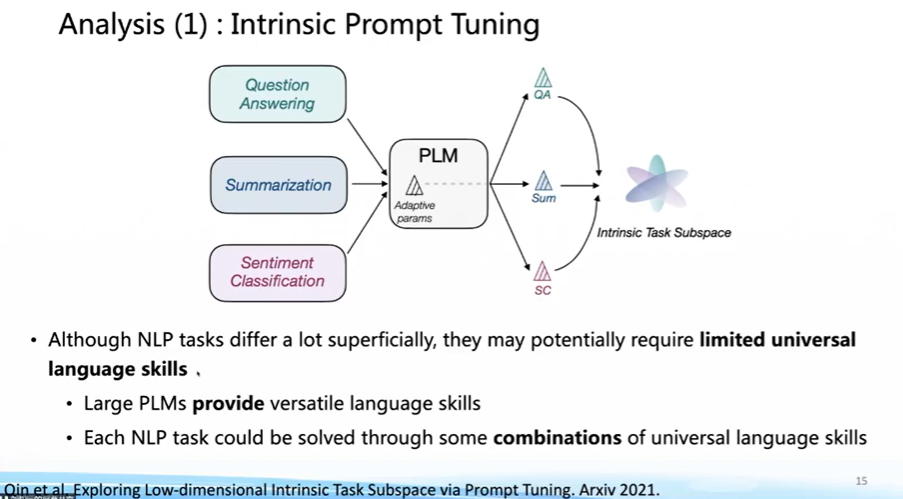 Analysis (1) : Intrinsic Prompt Tuning
Question
Answering
Summarization
Sentiment
Classification
PLM
Adaptive
params
QA
Sum
SC
Intrinsic Task Subspace
• Although NLP tasks differ a lot superficially, they may potentially require limited universal
language skills 、
• Large PLMs provide versatile language skills
• Each NLP task could be solved through some combinations of universal language skills
Qin et al. Exploring Low-dimensional Intrinsic Task Subspace via Prompt Tuning. Arxiv 2021.
15